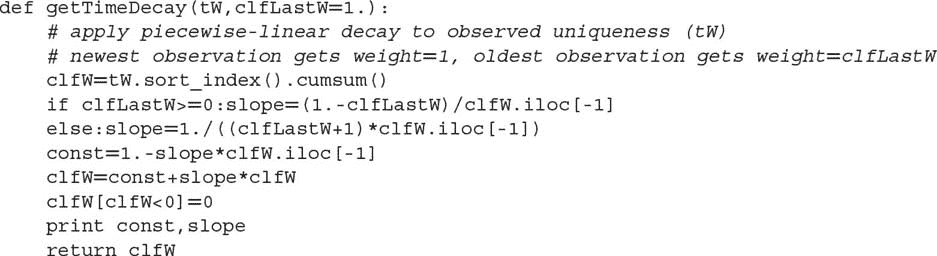 def getTimeDecay(tW,clfLastW=1.):
    # apply piecewise-linear decay to observed uniqueness (tW)
    # newest observation gets weight=1, oldest observation gets weight=clfLastW
    clfW=tW.sort_index().cumsum()
    if clfLastW>=0:slope=(1.-clfLastW)/clfW.iloc[-1]
    else:slope=1./((clfLastW+1)*clfW.iloc[-1])
    const=1.-slope*clfW.iloc[-1]
    clfW=const+slope*clfW
    clfW[clfW<0]=0
    print const,slope
    return clfW